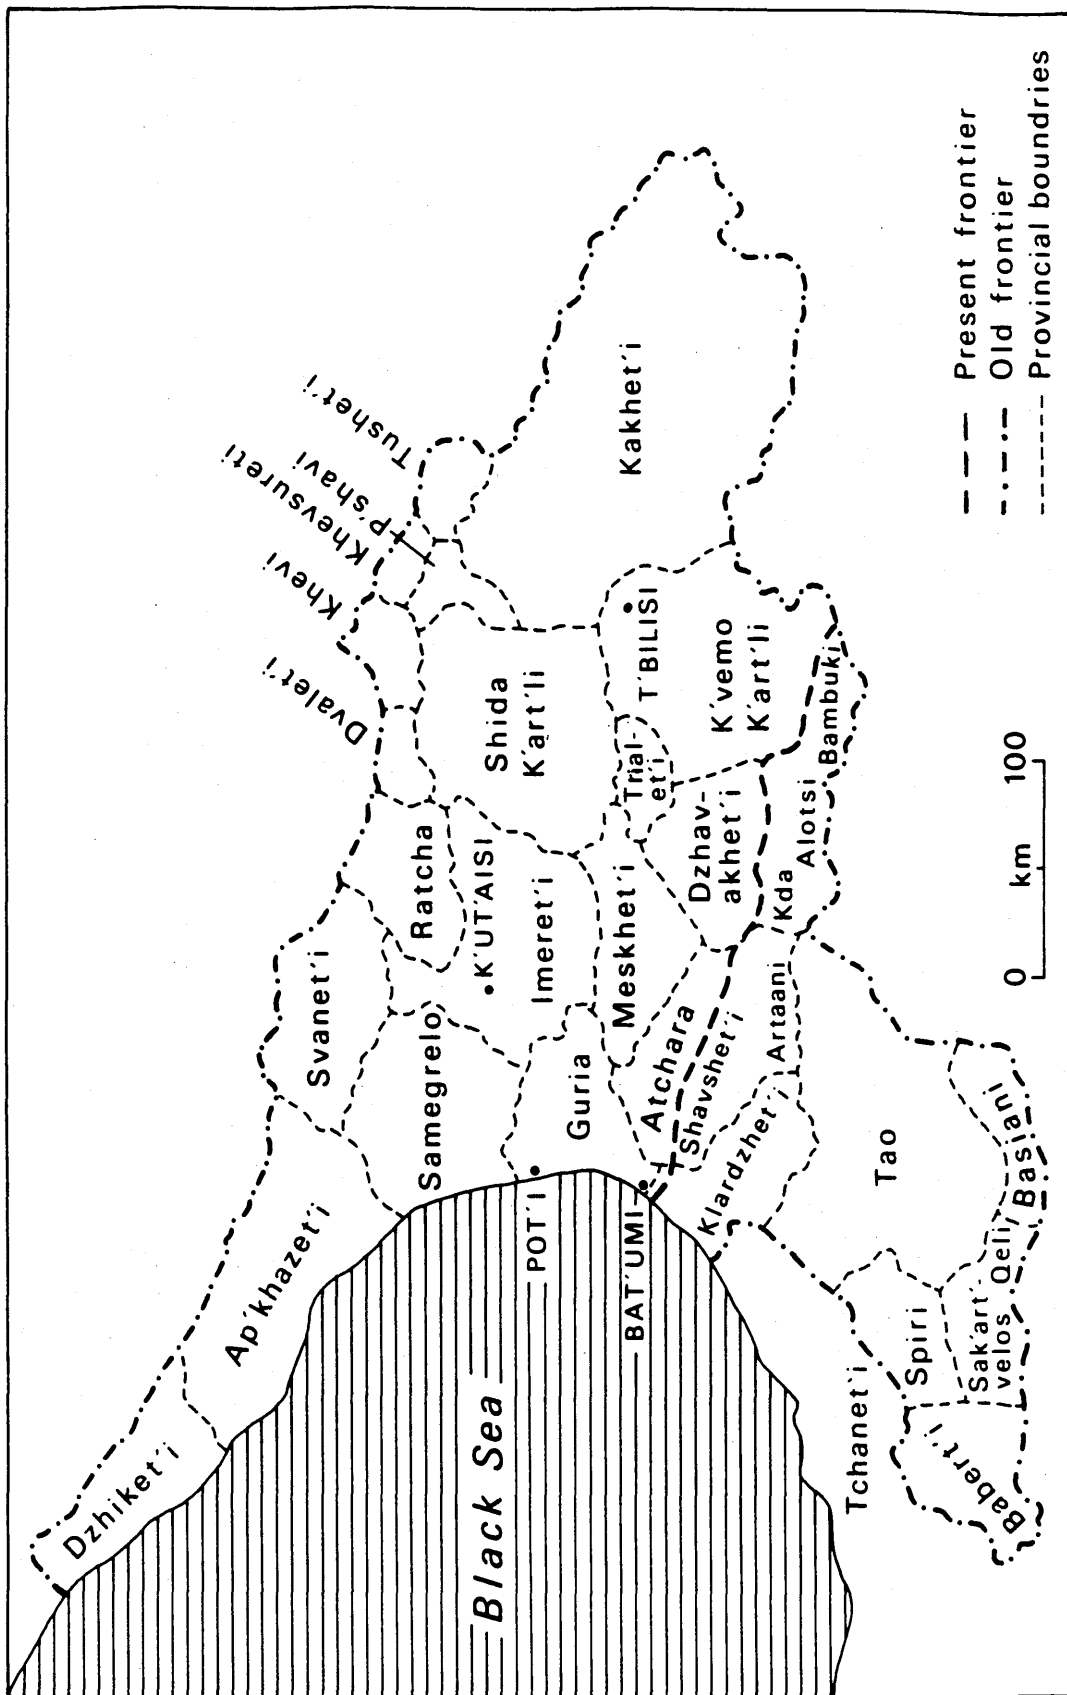 Dzhiket'i
Ap'khazet'i
Svanet'i
Ratcha
Dvalet'i
Khevi
Khevsureti
P'shavi
Tushet'i
Samegrelo
K'UT'AISI
Imeret'i
Shida
K'art'li
Kakhet'i
POT'I
Guria
Meskhet'i
Trial-
et'i
T'BILISI
BAT'UMI
Atchara
Dzhav-
akhet'i
K'vemo
K'art'li
Shavshet'i
Klardzhet'i
Artaani
Kda
Alotsi
Bambuki
Tchanet'i
Tao
Spiri
Sak'art'-
velos
Qeli
Basiani
Babert'i
Black Sea
0
km
100
Present frontier
Old frontier
Provincial boundries